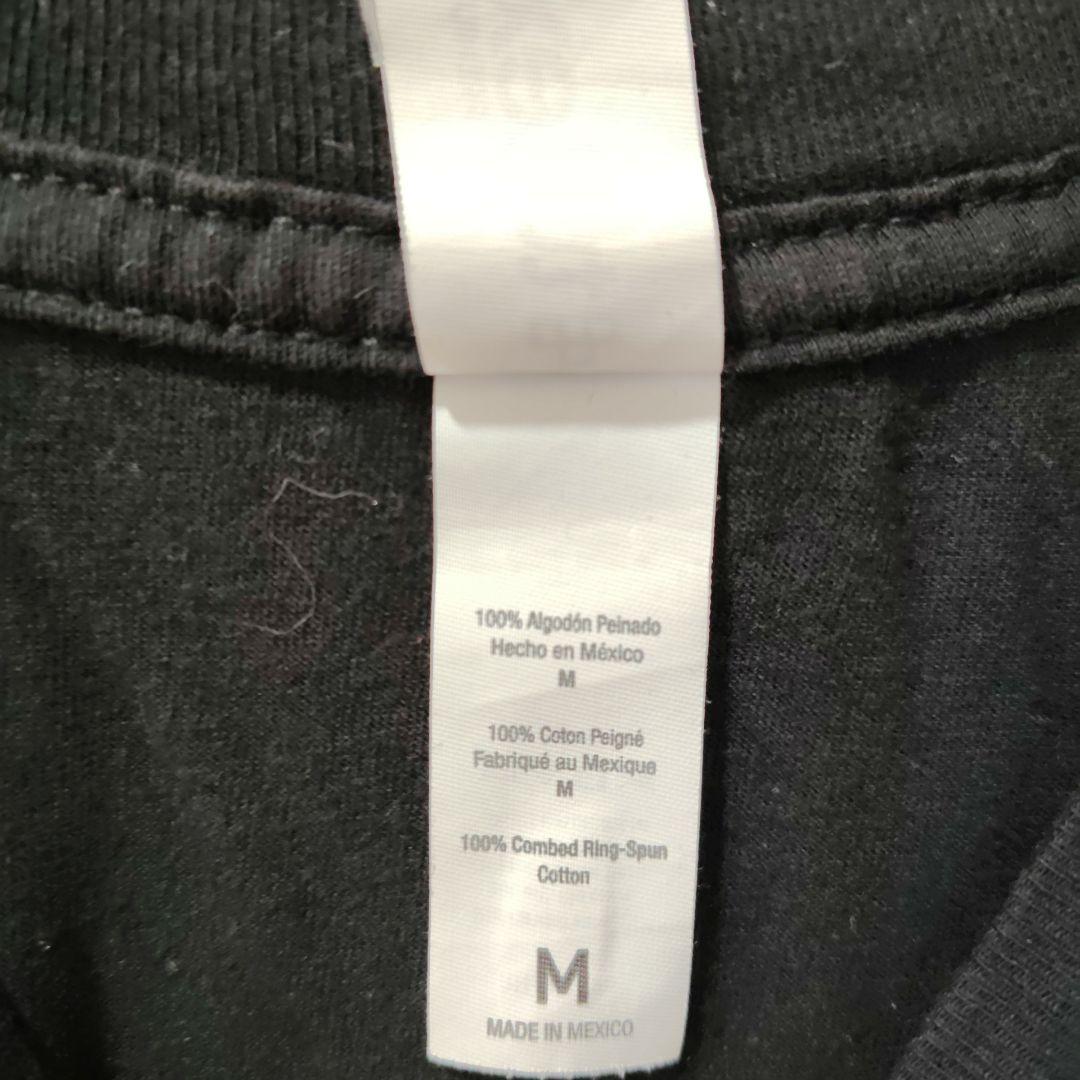 100% Algodón Peinado
Hecho en México
M
100% Coton Peigné
Fabriqué au Mexique
M
100% Combed Ring-Spun
Cotton
M
MADE IN MEXICO